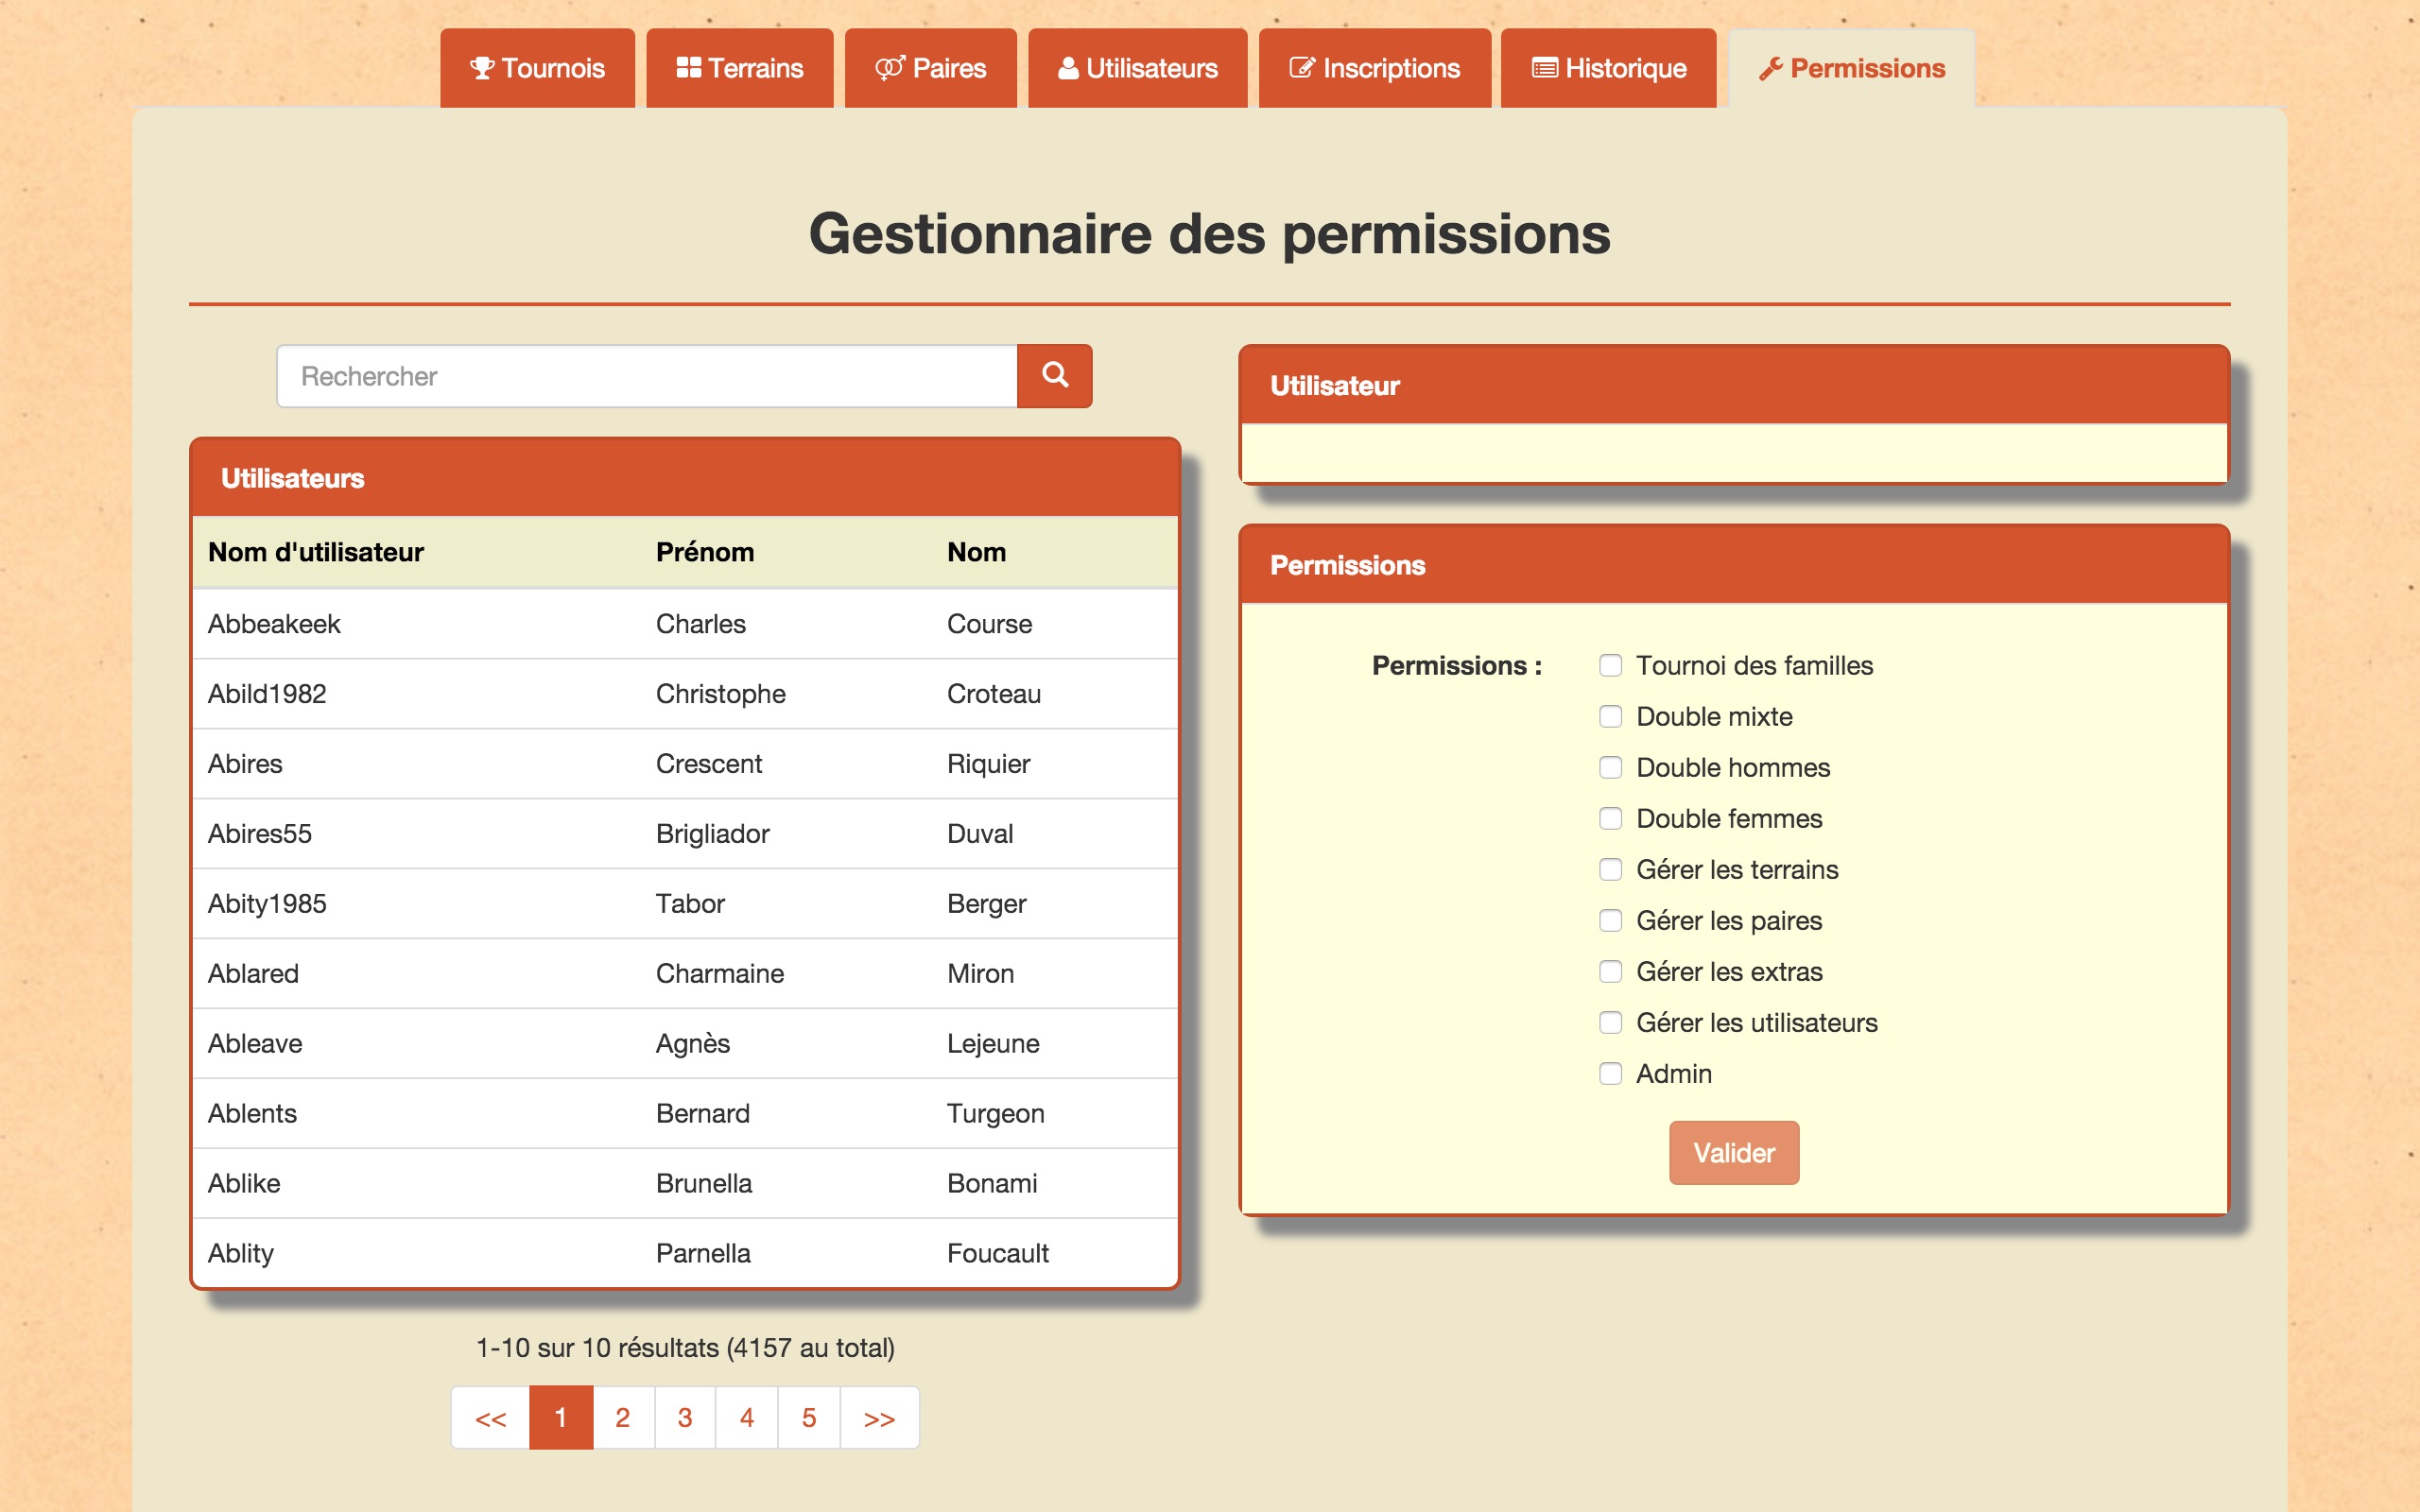 Tournois Terrains Paires Utilisateurs Inscriptions Historique Permissions
Gestionnaire des permissions
Rechercher
Utilisateurs
Nom d'utilisateur Prénom Nom
Abbeakeek Charles Course
Abild1982 Christophe Croteau
Abires Crescent Riquier
Abires55 Brigliador Duval
Abity1985 Tabor Berger
Ablared Charmaine Miron
Ableave Agnès Lejeune
Ablents Bernard Turgeon
Ablike Brunella Bonami
Ablity Parnella Foucault
1-10 sur 10 résultats (4157 au total)
<< 1 2 3 4 5 >>
Utilisateur
Permissions
Permissions : Tournoi des familles
Double mixte
Double hommes
Double femmes
Gérer les terrains
Gérer les paires
Gérer les extras
Gérer les utilisateurs
Admin
Valider